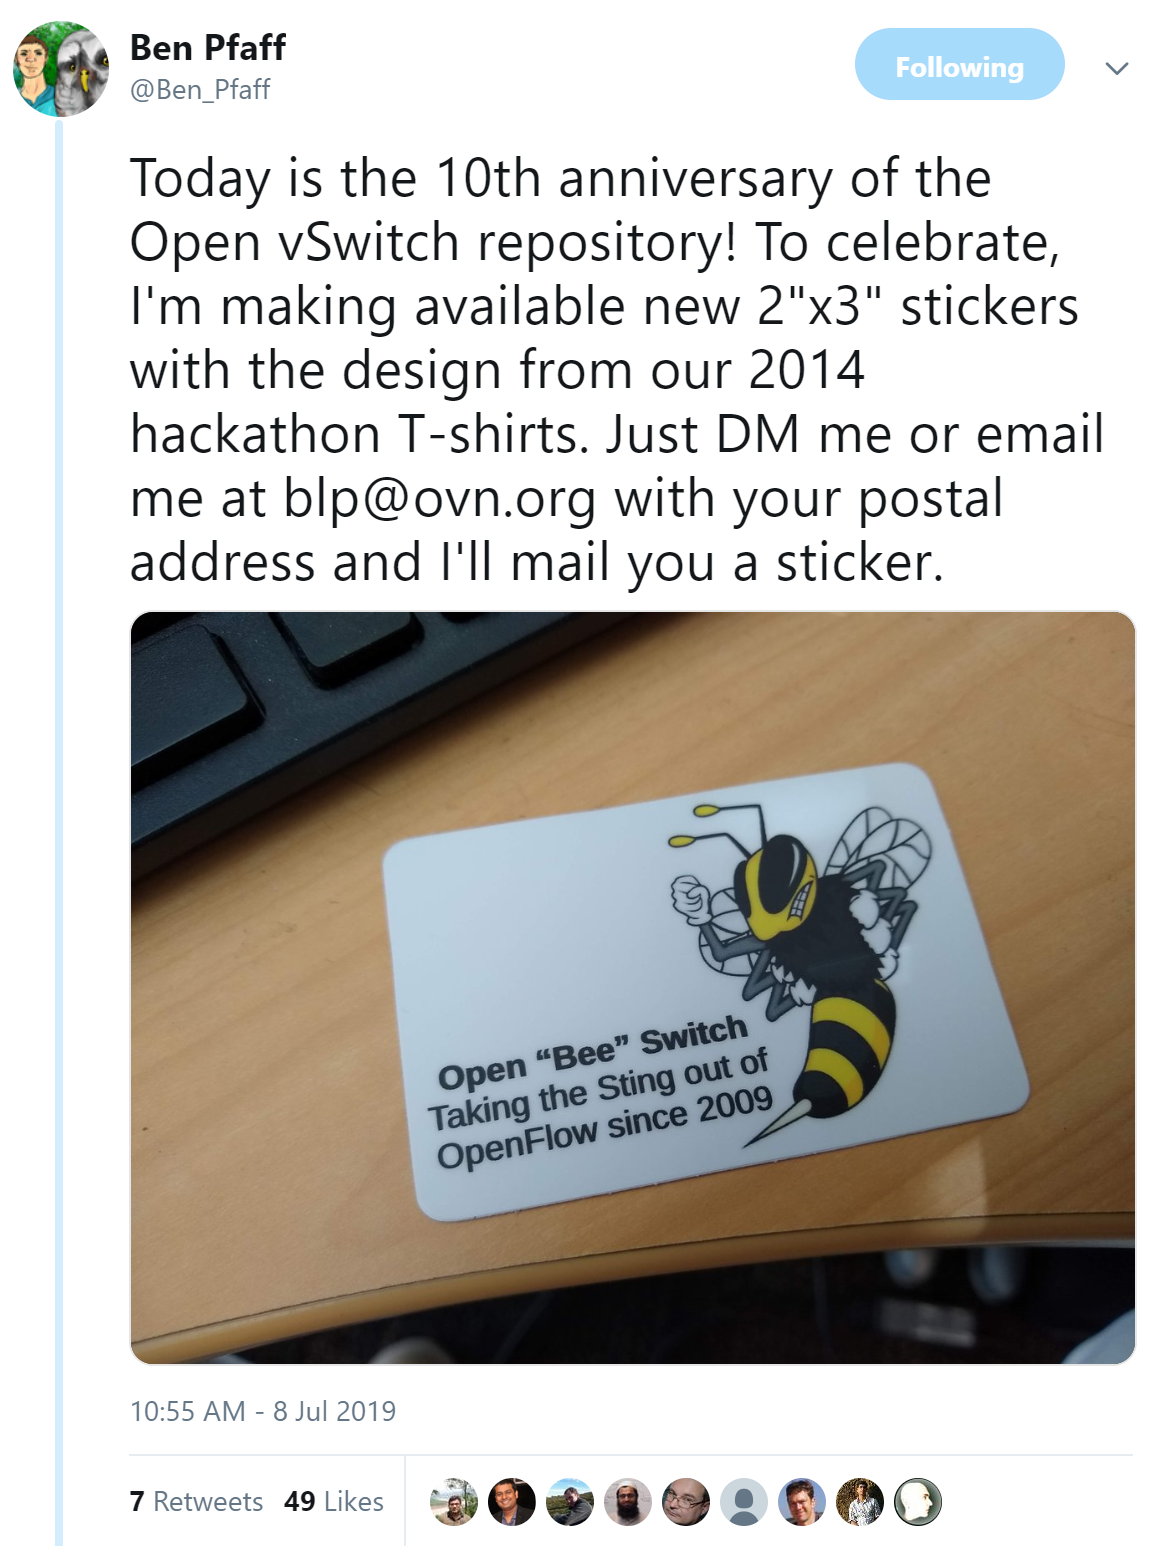 Ben Pfaff
@Ben_Pfaff
Following
Today is the 10th anniversary of the
Open vSwitch repository! To celebrate,
I'm making available new 2"x3" stickers
with the design from our 2014
hackathon T-shirts. Just DM me or email
me at blp@ovn.org with your postal
address and I'll mail you a sticker.
Open “Bee” Switch
Taking the Sting out of
OpenFlow since 2009
10:55 AM - 8 Jul 2019
7 Retweets 49 Likes